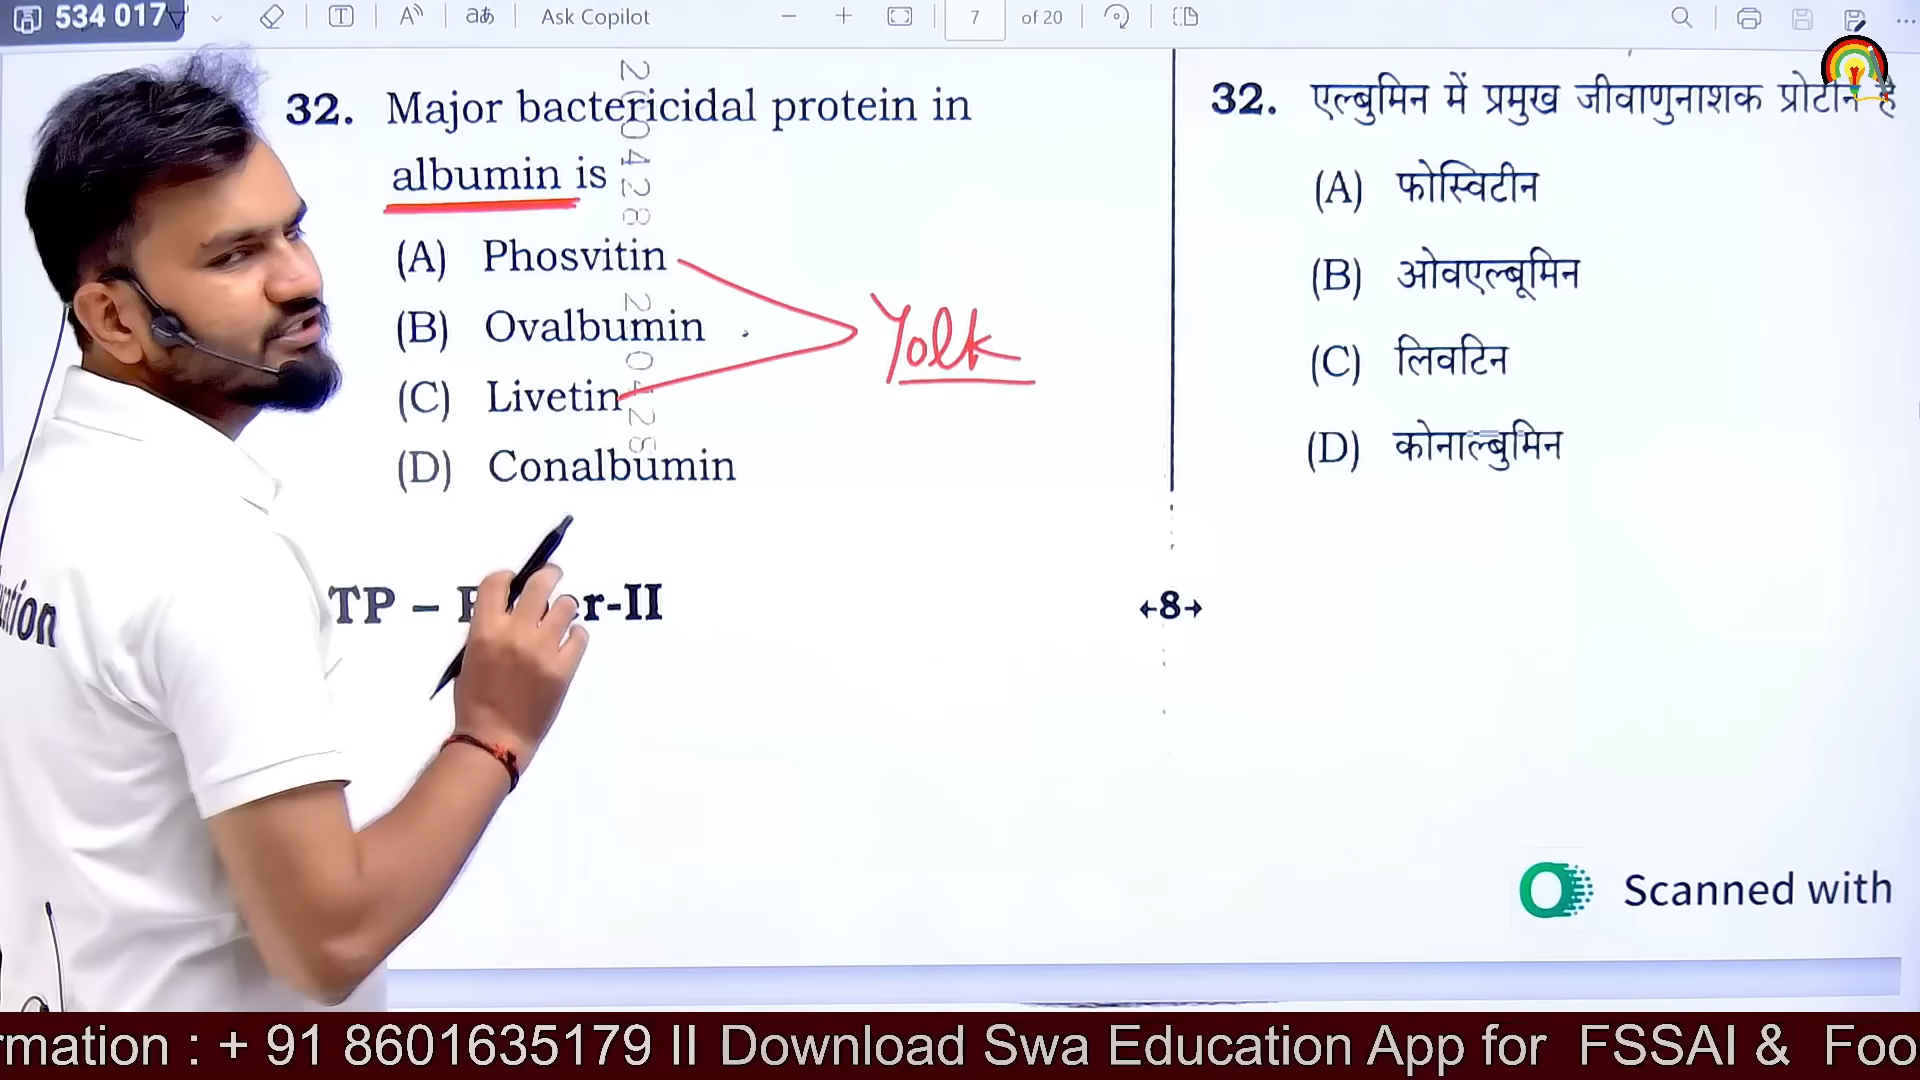 534 017
Ask Copilot
7 of 20
32. Major bactericidal protein in
albumin is
(A) Phosvitin
(B) Ovalbumin
(C) Livetin
(D) Conalbumin
Yolk
TP – Paper-II
←8→
32. एल्बुमिन में प्रमुख जीवाणुनाशक प्रोटीन है
(A) फोस्विटीन
(B) ओवएल्बूमिन
(C) लिवटिन
(D) कोनाल्बुमिन
Scanned with
rmation : + 91 8601635179 II Download Swa Education App for FSSAI & Foo